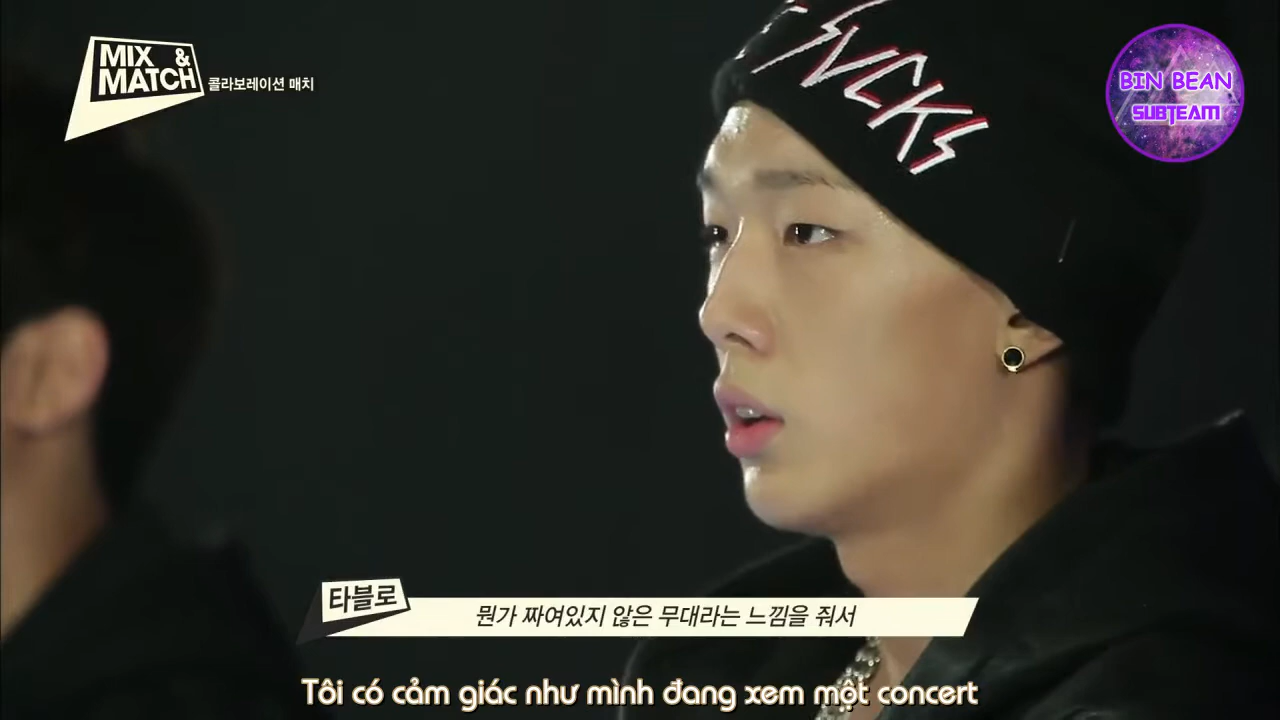 MIX &
MATCH
콜라보레이션 매치
BIN BEAN
SUBTEAM
SUCKS
타블로
뭔가 짜여있지 않은 무대라는 느낌을 줘서
Tôi có cảm giác như mình đang xem một concert